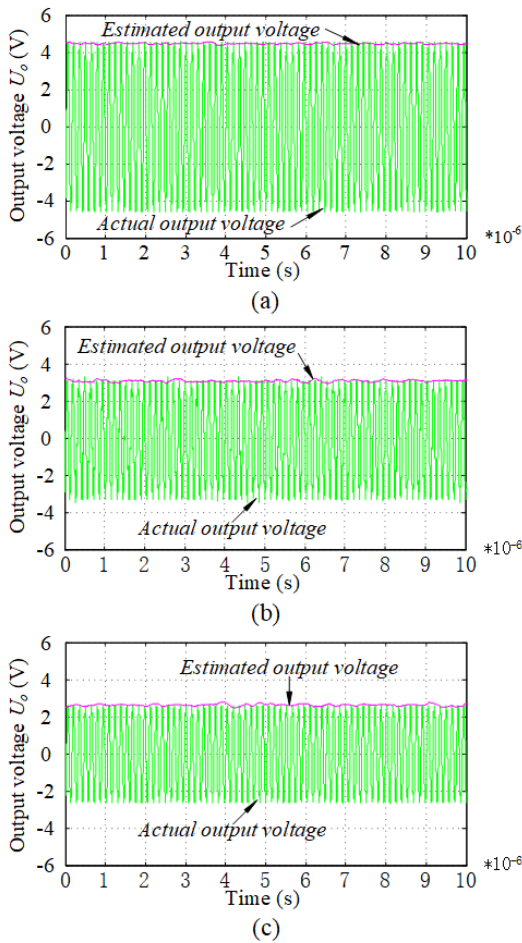 6
Estimated output voltage
4
2
0
-2
-4
Actual output voltage
-6
Output voltage Uo (V)
0 1 2 3 4 5 6 7 8 9 10
*10-6
Time (s)
(a)
6
Estimated output voltage
4
2
0
-2
-4
Actual output voltage
-6
Output voltage Uo (V)
0 1 2 3 4 5 6 7 8 9 10
*10-6
Time (s)
(b)
6
Estimated output voltage
4
2
0
-2
-4
Actual output voltage
-6
Output voltage Uo (V)
0 1 2 3 4 5 6 7 8 9 10
*10-6
Time (s)
(c)